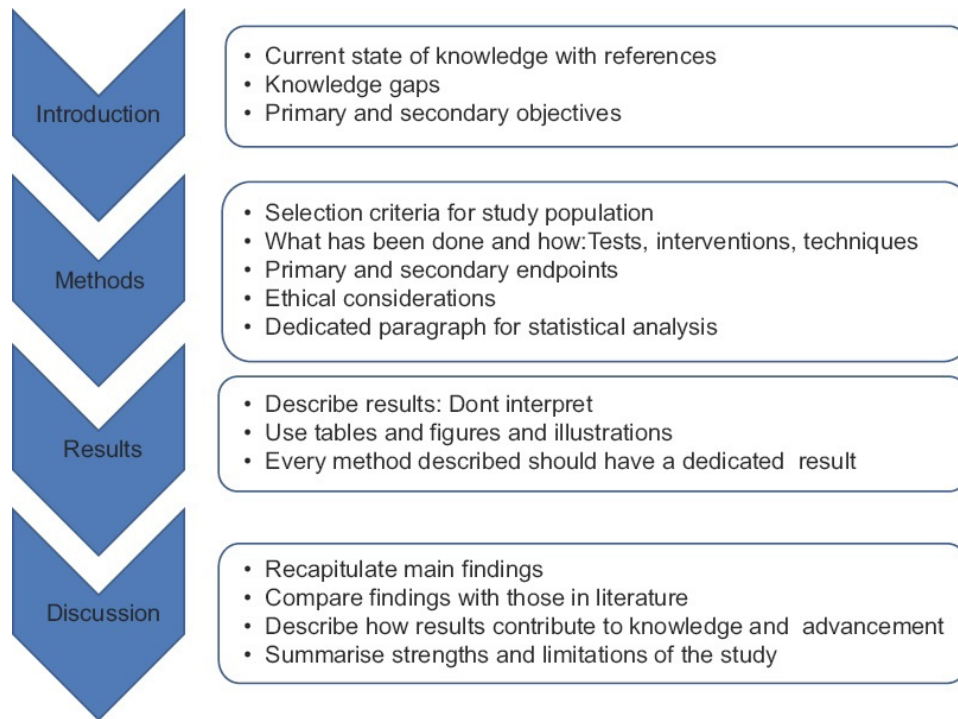 Introduction
• Current state of knowledge with references
• Knowledge gaps
• Primary and secondary objectives
Methods
• Selection criteria for study population
• What has been done and how:Tests, interventions, techniques
• Primary and secondary endpoints
• Ethical considerations
• Dedicated paragraph for statistical analysis
Results
• Describe results: Dont interpret
• Use tables and figures and illustrations
• Every method described should have a dedicated result
Discussion
• Recapitulate main findings
• Compare findings with those in literature
• Describe how results contribute to knowledge and advancement
• Summarise strengths and limitations of the study